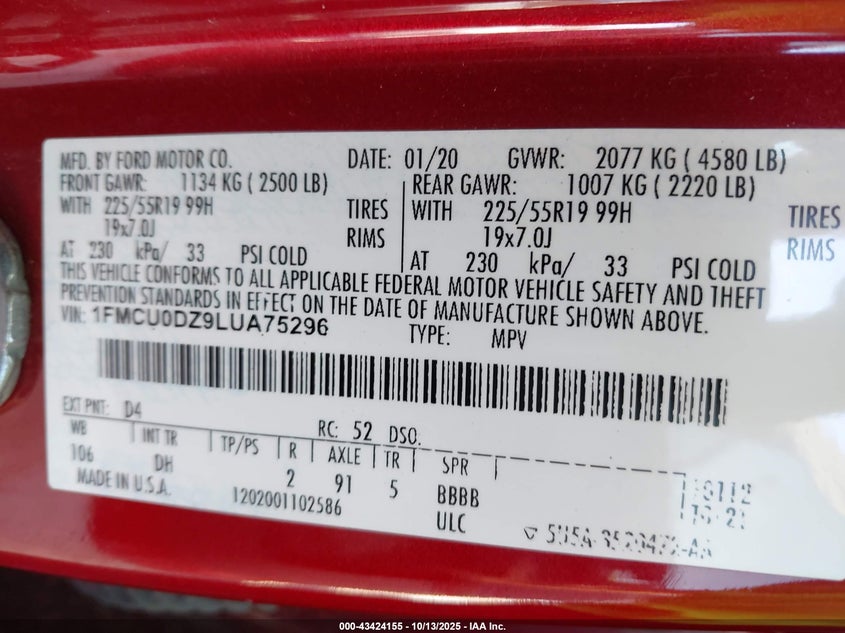 MFD. BY FORD MOTOR CO. DATE: 01/20 GVWR: 2077 KG ( 4580 LB)
FRONT GAWR: 1134 KG ( 2500 LB) REAR GAWR: 1007 KG ( 2220 LB)
WITH 225/55R19 99H TIRES WITH 225/55R19 99H TIRES
19x7.0J RIMS 19x7.0J RIMS
AT 230 kPa/ 33 PSI COLD AT 230 kPa/ 33 PSI COLD
THIS VEHICLE CONFORMS TO ALL APPLICABLE FEDERAL MOTOR VEHICLE SAFETY AND THEFT
PREVENTION STANDARDS IN EFFECT ON THE DATE OF MANUFACTURE SHOWN ABOVE.
VIN: 1FMCU0DZ9LUA75296 TYPE: MPV
EXT PNT: D4 RC: 52 DSO:
WB INT TR TP/PS R AXLE TR SPR
106 DH 2 91 5 BBBB
MADE IN U.S.A. 1202001102586 ULC
000-43424155 - 10/13/2025 - IAA Inc.